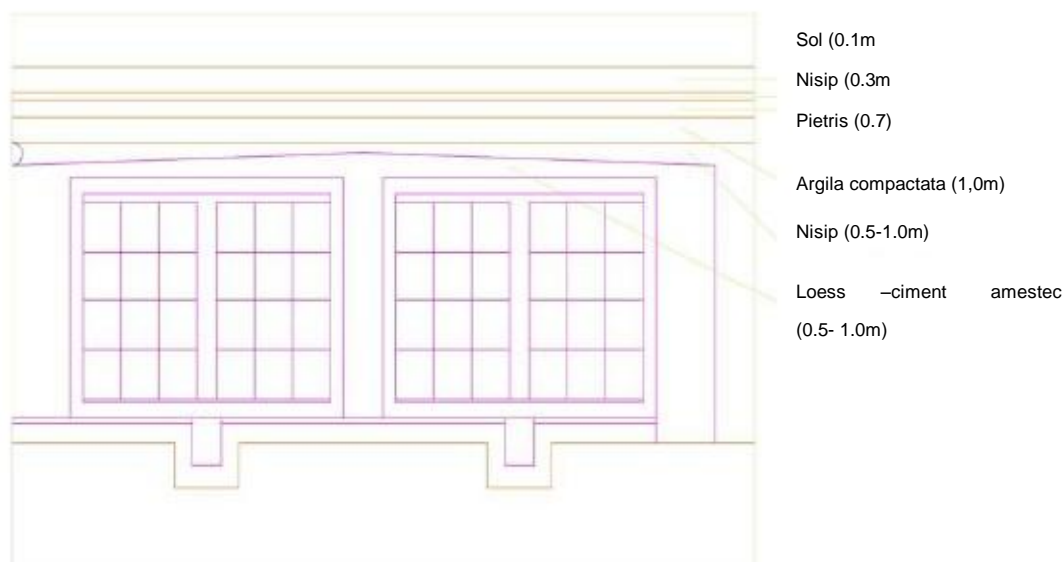 Sol (0.1m
Nisip (0.3m
Pietris (0.7)
Argila compactata (1,0m)
Nisip (0.5-1.0m)
Loess –ciment amestec
(0.5- 1.0m)